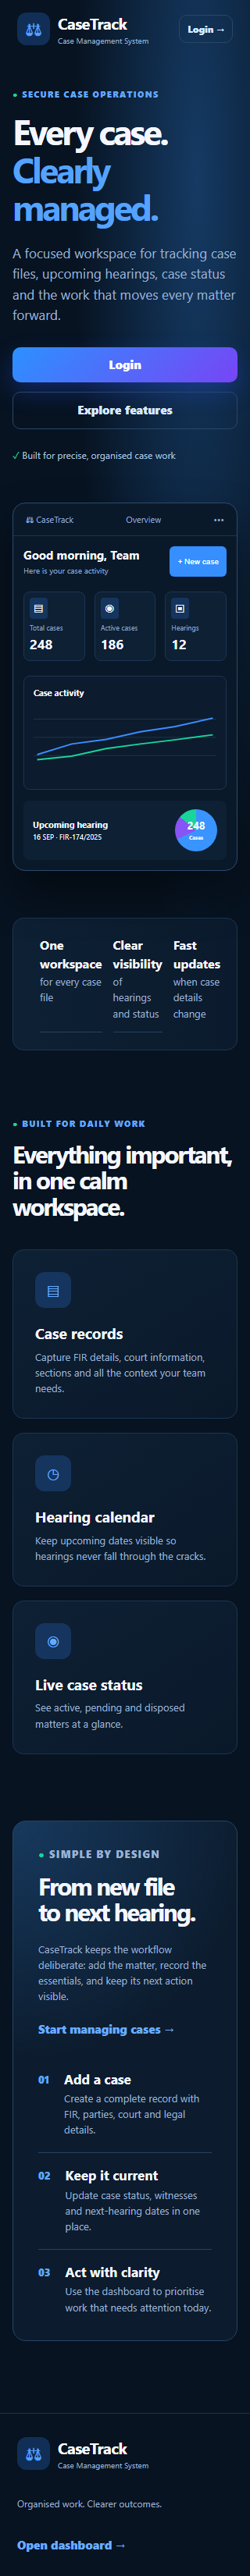 CaseTrack
Case Management System
Login →
• SECURE CASE OPERATIONS
Every case.
Clearly
managed.
A focused workspace for tracking case
files, upcoming hearings, case status
and the work that moves every matter
forward.
Login
Explore features
✓ Built for precise, organised case work
CaseTrack
Overview
•••
Good morning, Team
Here is your case activity
+ New case
Total cases
248
Active cases
186
Hearings
12
Case activity
Upcoming hearing
16 SEP · FIR-174/2025
248
Cases
One
workspace
for every case
file
Clear
visibility
of
hearings
and status
Fast
updates
when case
details
change
• BUILT FOR DAILY WORK
Everything important,
in one calm
workspace.
Case records
Capture FIR details, court information,
sections and all the context your team
needs.
Hearing calendar
Keep upcoming dates visible so
hearings never fall through the cracks.
Live case status
See active, pending and disposed
matters at a glance.
• SIMPLE BY DESIGN
From new file
to next hearing.
CaseTrack keeps the workflow
deliberate: add the matter, record the
essentials, and keep its next action
visible.
Start managing cases →
01 Add a case
Create a complete record with
FIR, parties, court and legal
details.
02 Keep it current
Update case status, witnesses
and next-hearing dates in one
place.
03 Act with clarity
Use the dashboard to prioritise
work that needs attention today.
CaseTrack
Case Management System
Organised work. Clearer outcomes.
Open dashboard →